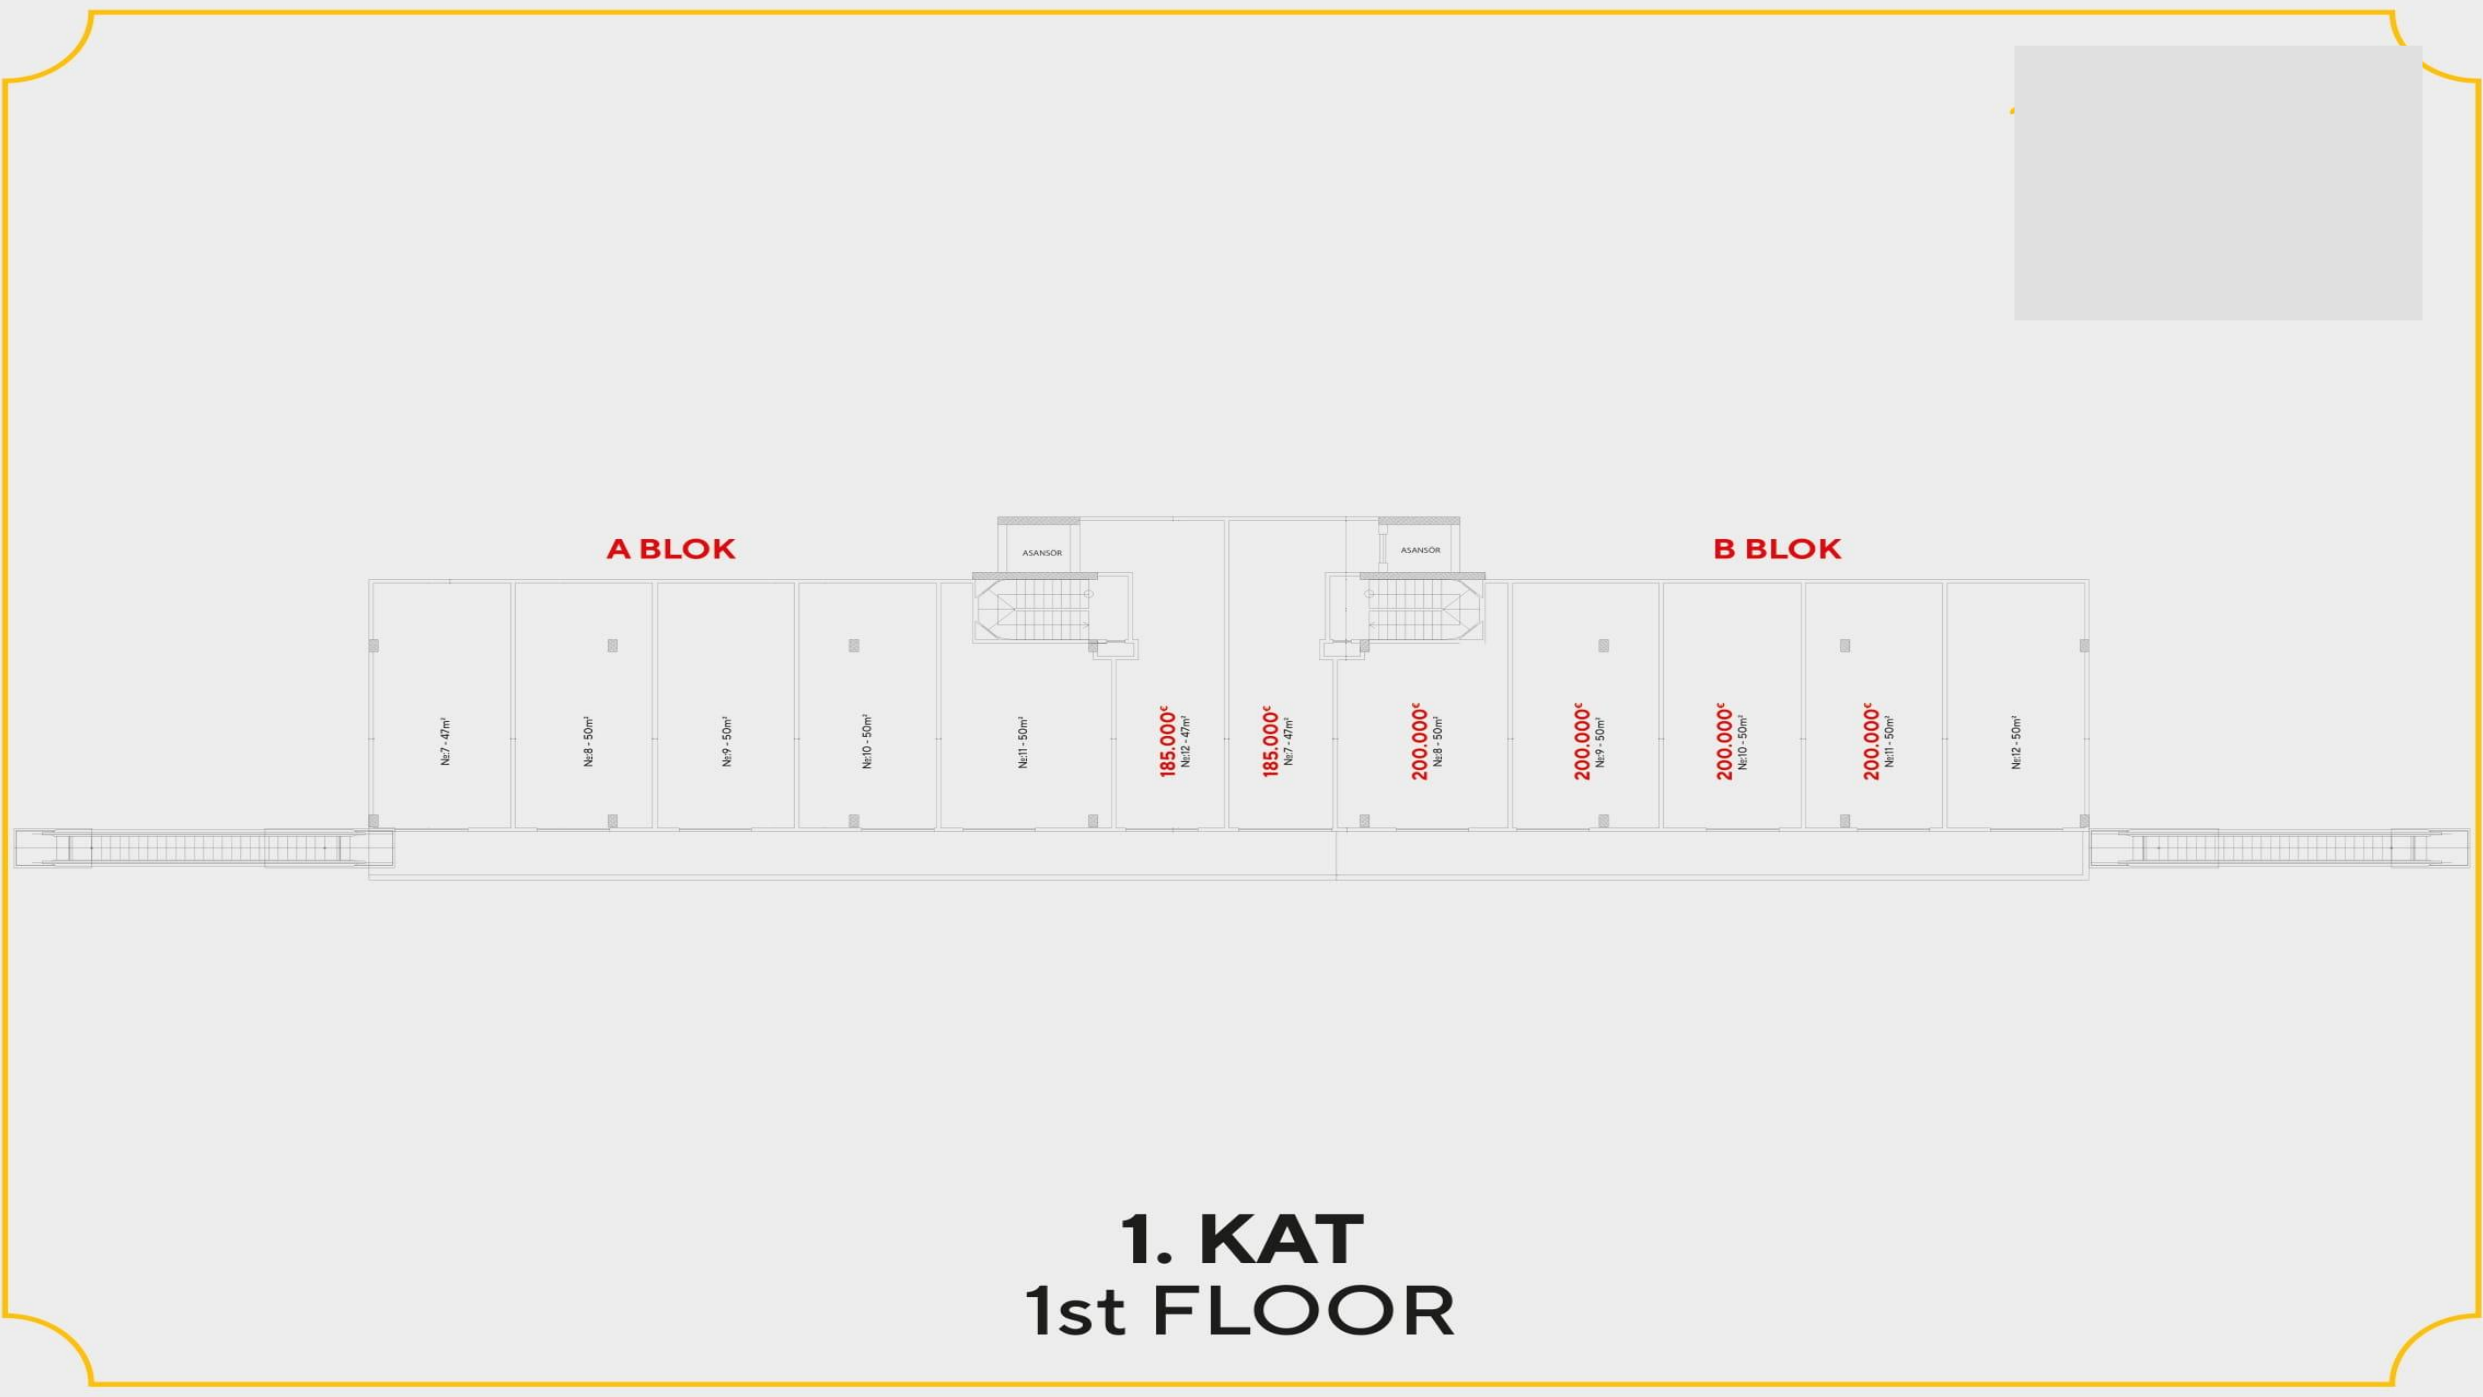 A BLOK
B BLOK
ASANSÖR
ASANSÖR
№:7 - 47m²
№:8 - 50m²
№:9 - 50m²
№:10 - 50m²
№:11 - 50m²
185.000€
№:12 - 47m²
185.000€
№:7 - 47m²
200.000€
№:8 - 50m²
200.000€
№:9 - 50m²
200.000€
№:10 - 50m²
200.000€
№:11 - 50m²
№:12 - 50m²
1. KAT
1st FLOOR